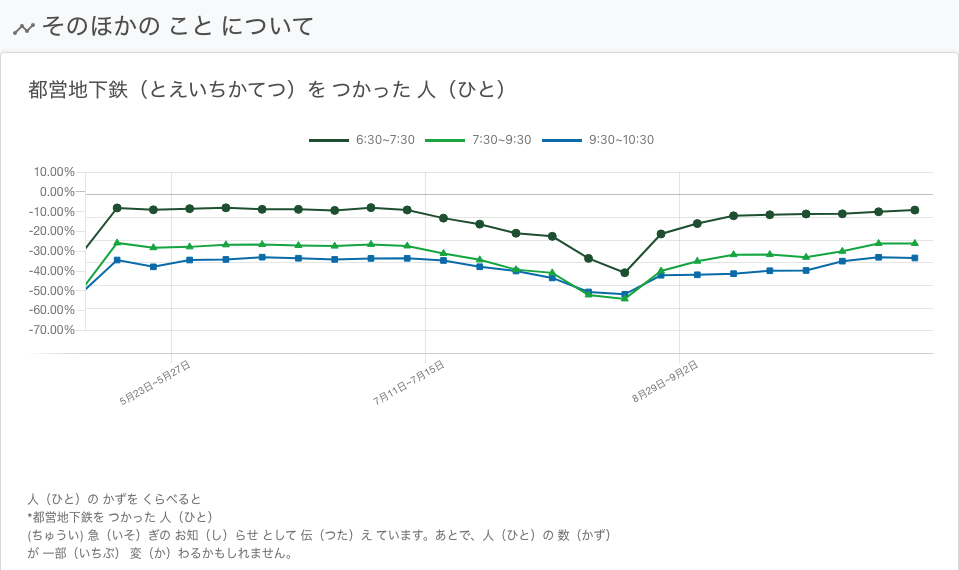 そのほかの こと について
都営地下鉄（とえいちかてつ）を つかった 人（ひと）
6:30~7:30 7:30~9:30 9:30~10:30
10.00%
0.00%
-10.00%
-20.00%
-30.00%
-40.00%
-50.00%
-60.00%
-70.00%
5月23日~5月27日 7月11日~7月15日 8月29日~9月2日
人（ひと）の かずを くらべると
*都営地下鉄を つかった 人（ひと）
(ちゅうい) 急（いそ）ぎの お知（し）らせ として 伝（つた）え ています。あとで、人（ひと）の 数（かず）
が 一部（いちぶ） 変（か）わるかもしれません。